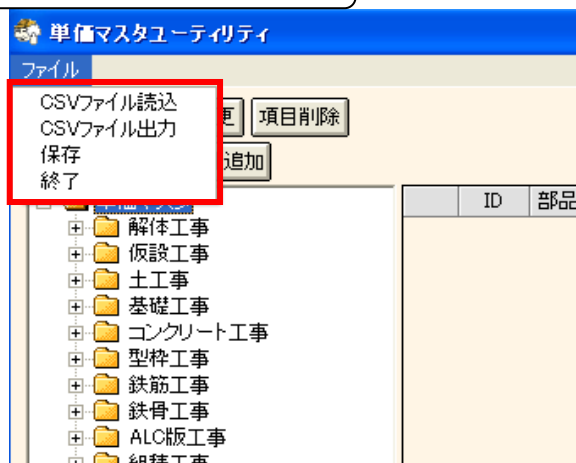 単価マスタユーティリティ
ファイル
CSVファイル読込
CSVファイル出力
保存
終了
更 項目削除
追加
ID 部品
解体工事
仮設工事
土工事
基礎工事
コンクリート工事
型枠工事
鉄筋工事
鉄骨工事
ALC版工事
組積工事